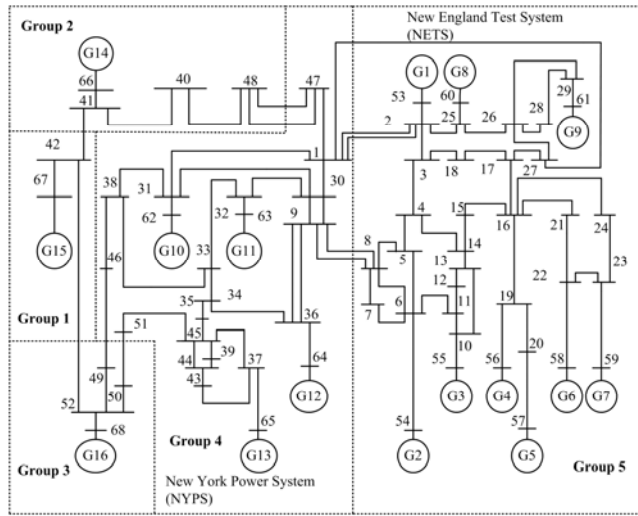 New England Test System
(NETS)
Group 2
G14
66
41
40
48
47
G1
G8
53
60
2
25
26
28
29
61
G9
42
67
G15
Group 1
38
31
62
G10
32
63
G11
1
30
9
3
18
17
27
4
15
16
21
24
8
5
14
13
12
46
33
34
35
45
51
36
7
6
11
10
22
23
19
20
44
39
43
37
64
G12
55
G3
56
G4
58
G6
59
G7
49
50
52
68
G16
Group 3
Group 4
65
G13
54
G2
57
G5
Group 5
New York Power System
(NYPS)